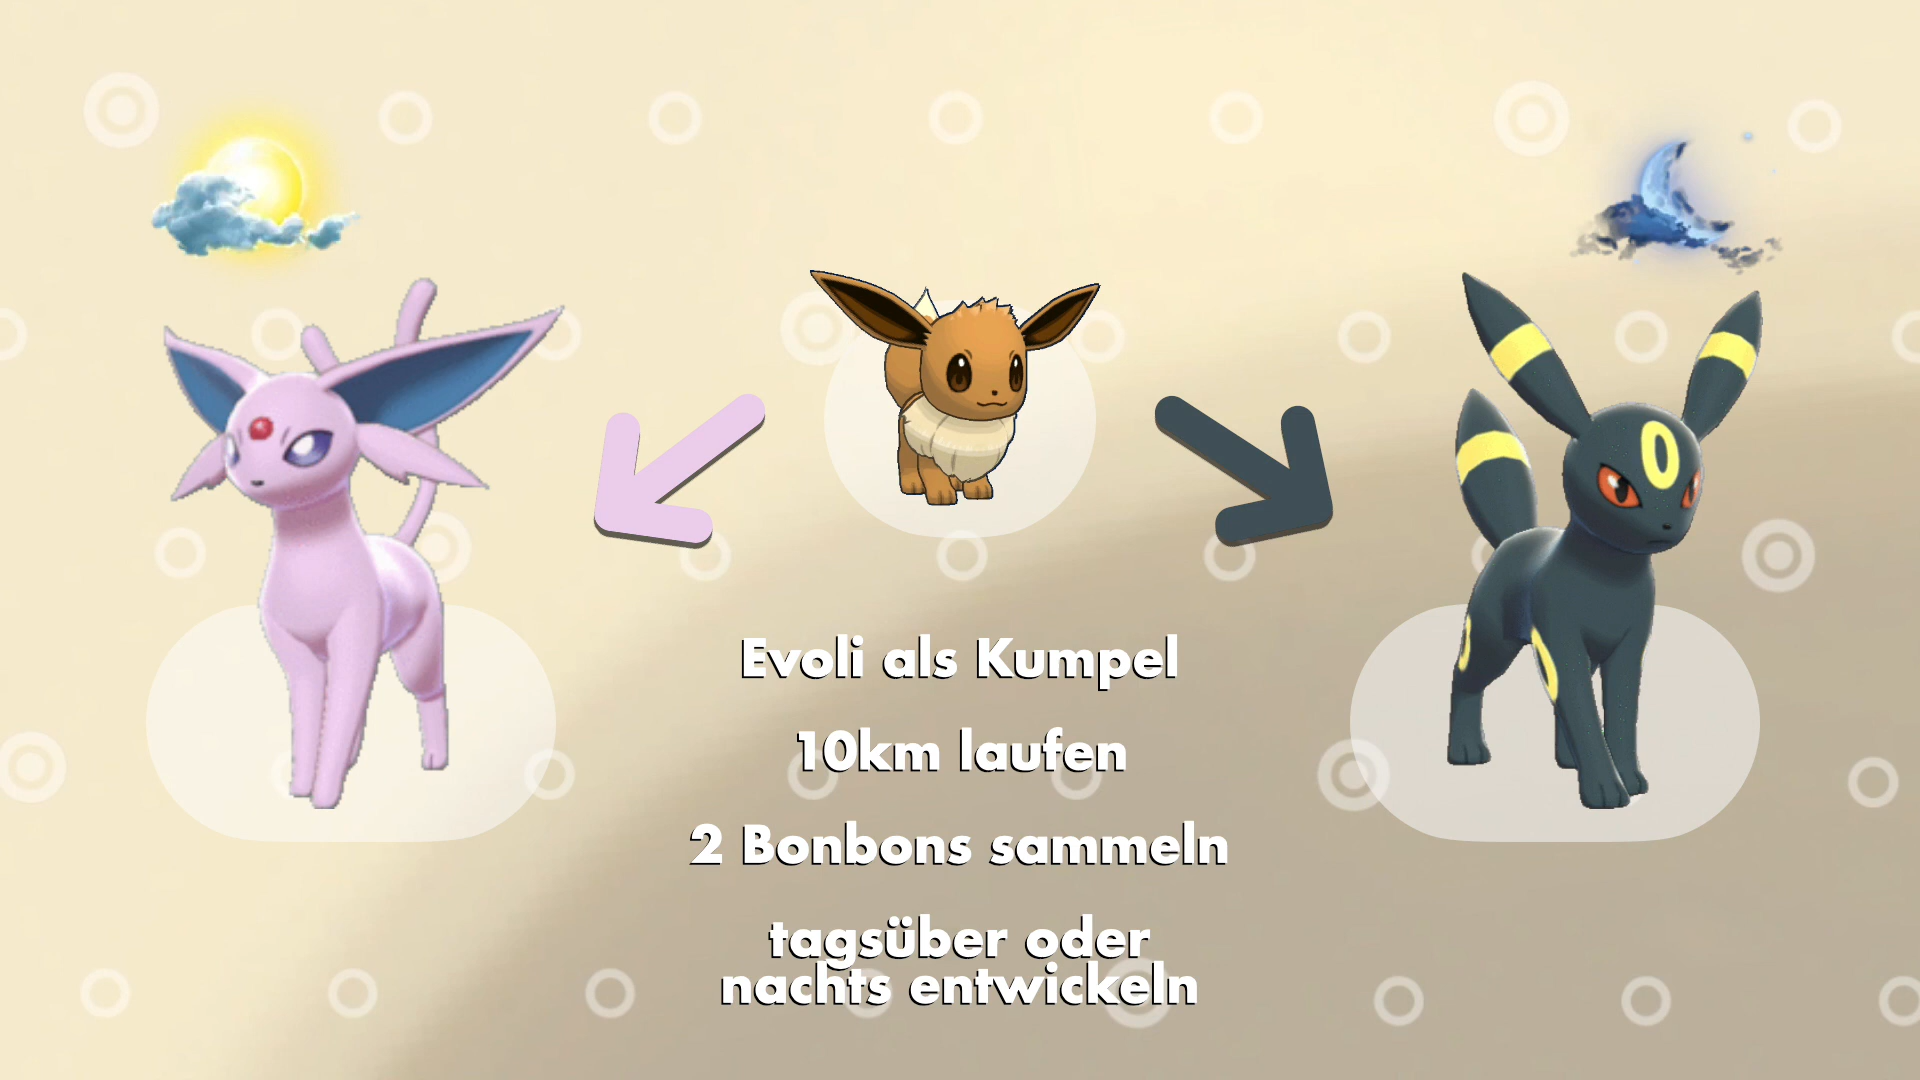 Evoli als Kumpel
10km laufen
2 Bonbons sammeln
tagsüber oder
nachts entwickeln